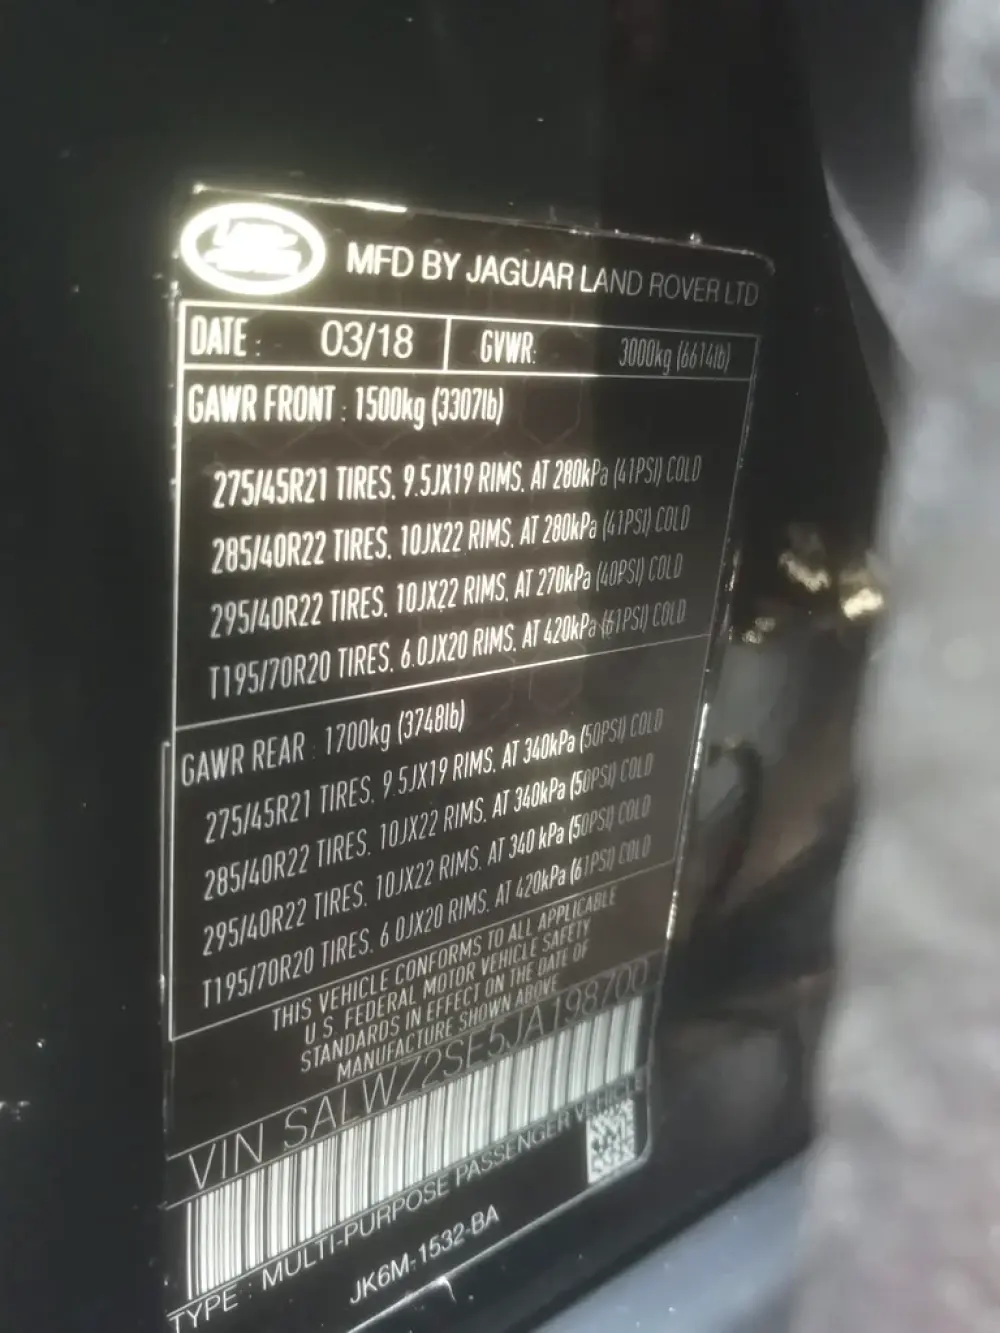 MFD BY JAGUAR LAND ROVER LTD
DATE : 03/18 GVWR: 3000kg (6614lb)
GAWR FRONT : 1500kg (3307lb)
275/45R21 TIRES, 9.5JX19 RIMS, AT 280kPa (41PSI) COLD
285/40R22 TIRES, 10JX22 RIMS, AT 280kPa (41PSI) COLD
295/40R22 TIRES, 10JX22 RIMS, AT 270kPa (40PSI) COLD
T195/70R20 TIRES, 6.0JX20 RIMS, AT 420kPa (61PSI) COLD
GAWR REAR : 1700kg (3748lb)
275/45R21 TIRES, 9.5JX19 RIMS, AT 340kPa (50PSI) COLD
285/40R22 TIRES, 10JX22 RIMS, AT 340kPa (50PSI) COLD
295/40R22 TIRES, 10JX22 RIMS, AT 340 kPa (50PSI) COLD
T195/70R20 TIRES, 6.0JX20 RIMS, AT 420kPa (61PSI) COLD
THIS VEHICLE CONFORMS TO ALL APPLICABLE
U.S. FEDERAL MOTOR VEHICLE SAFETY
STANDARDS IN EFFECT ON THE DATE OF
MANUFACTURE SHOWN ABOVE
VIN SALWZ2SE5JA198700
TYPE : MULTI-PURPOSE PASSENGER VEHICLE
JK6M-1532-BA